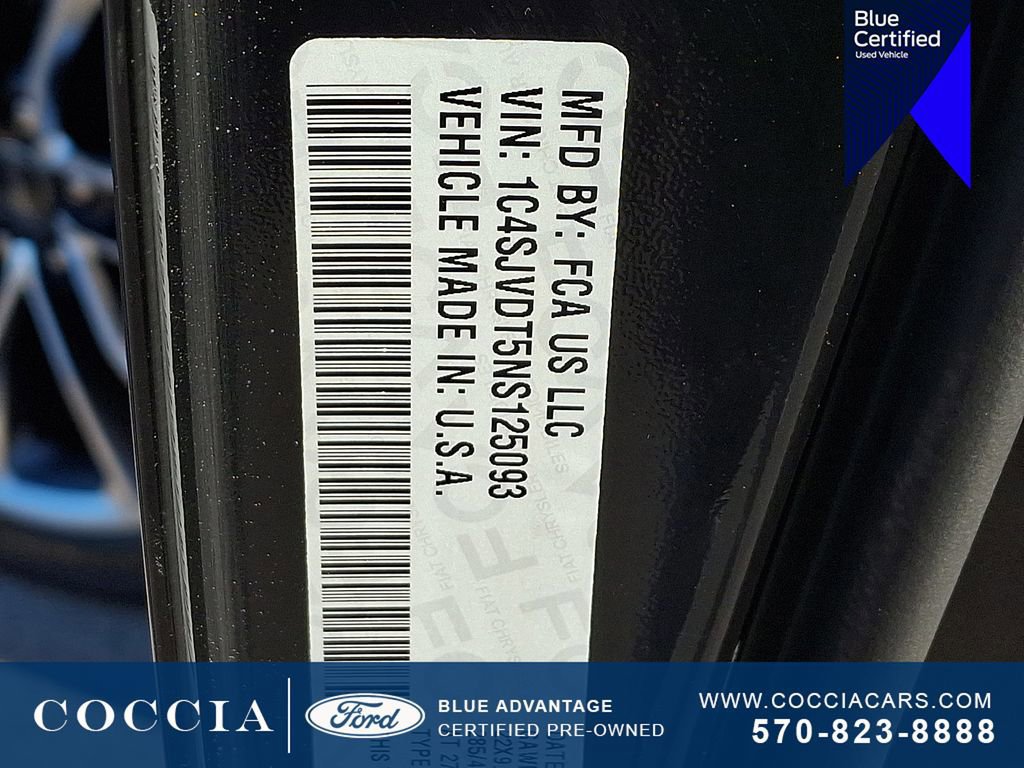 Blue
Certified
Used Vehicle
MFD BY: FCA US LLC
VIN: 1C4SJVDT5NS125093
VEHICLE MADE IN: U.S.A.
COCCIA
Ford
BLUE ADVANTAGE
CERTIFIED PRE-OWNED
WWW.COCCIACARS.COM
570-823-8888